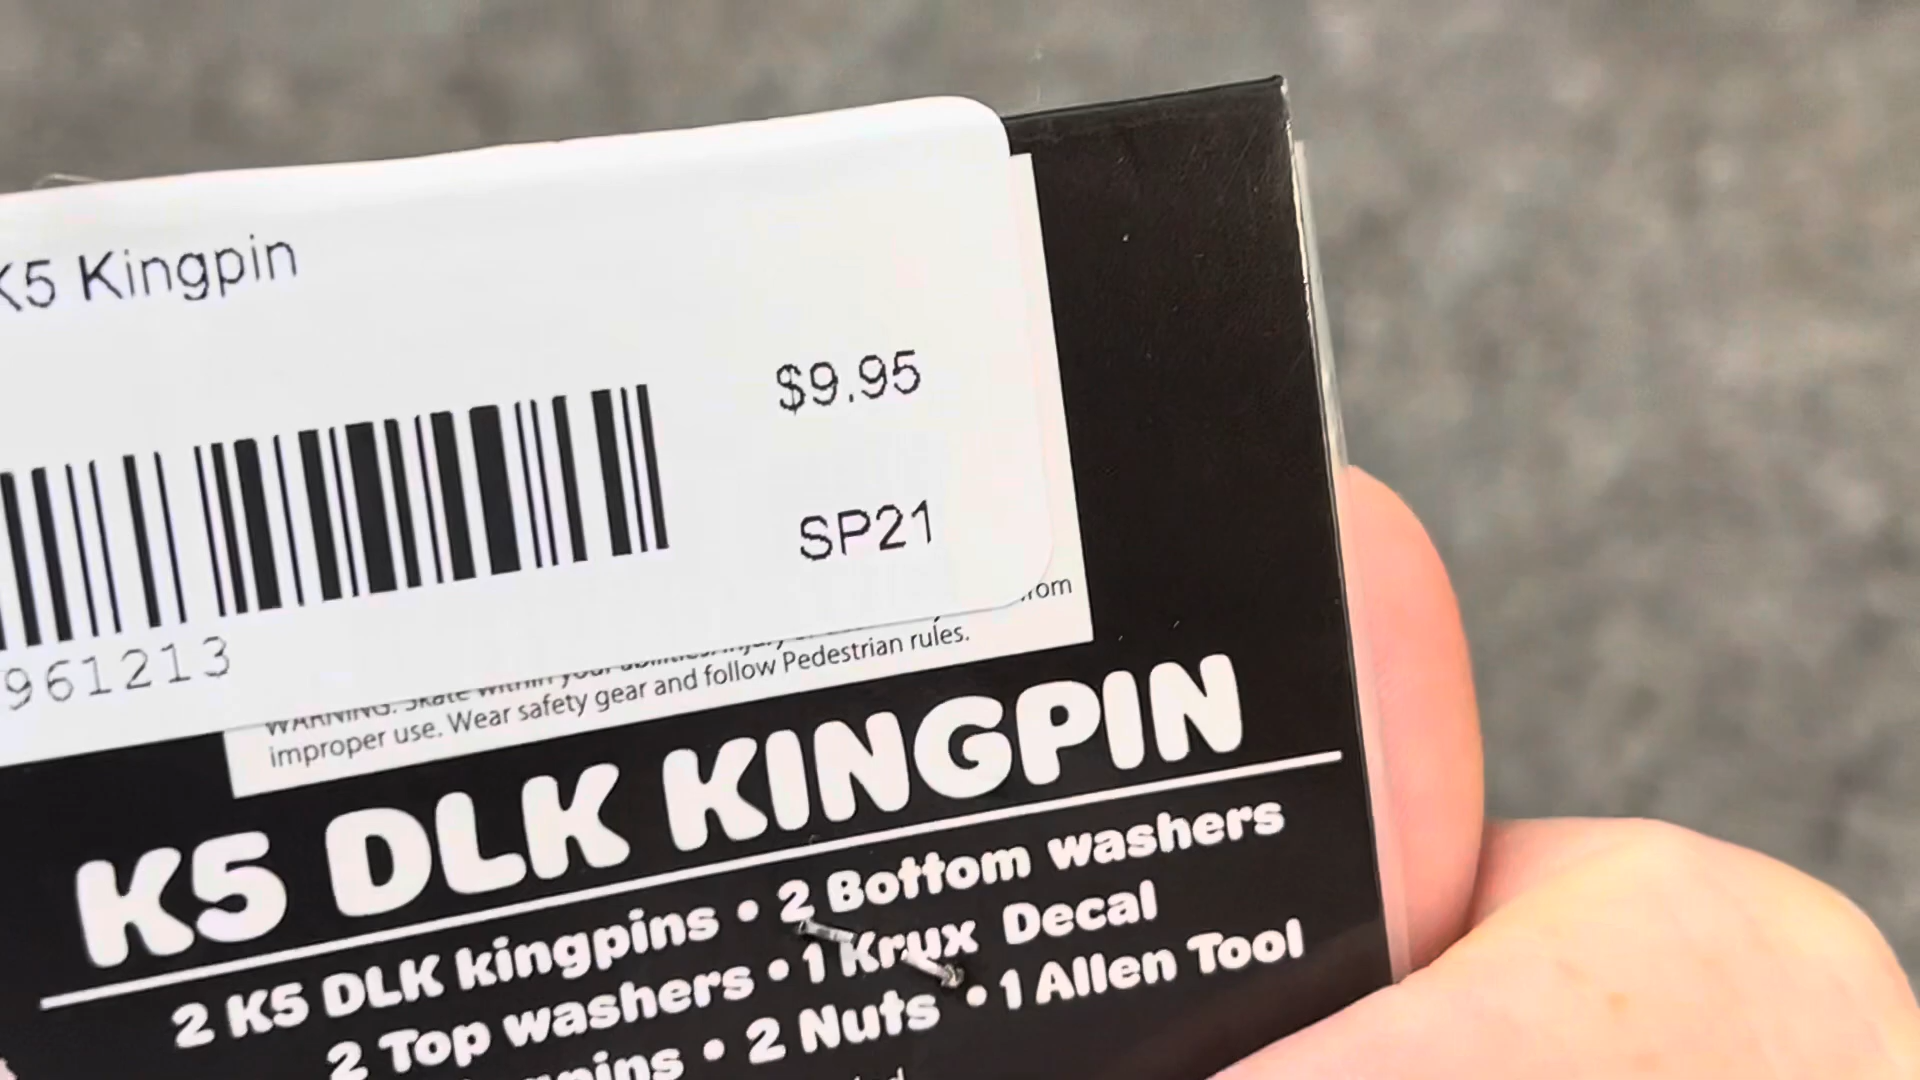 K5 Kingpin
$9.95
SP21
961213
from
WARNING: Skate within your abilities.
improper use. Wear safety gear and follow Pedestrian rules.
K5 DLK KINGPIN
2 K5 DLK kingpins • 2 Bottom washers
2 Top washers • 1 Krux Decal
• 2 Nuts • 1 Allen Tool